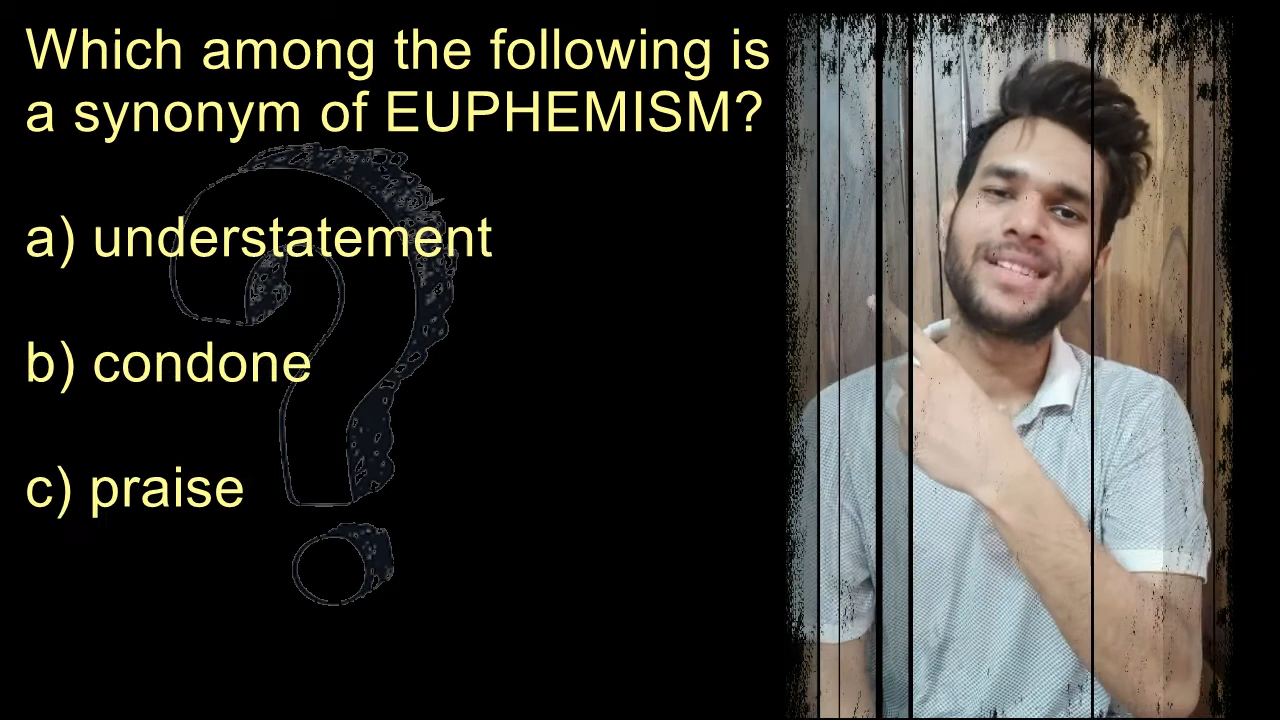 Which among the following is
a synonym of EUPHEMISM?
a) understatement
b) condone
c) praise